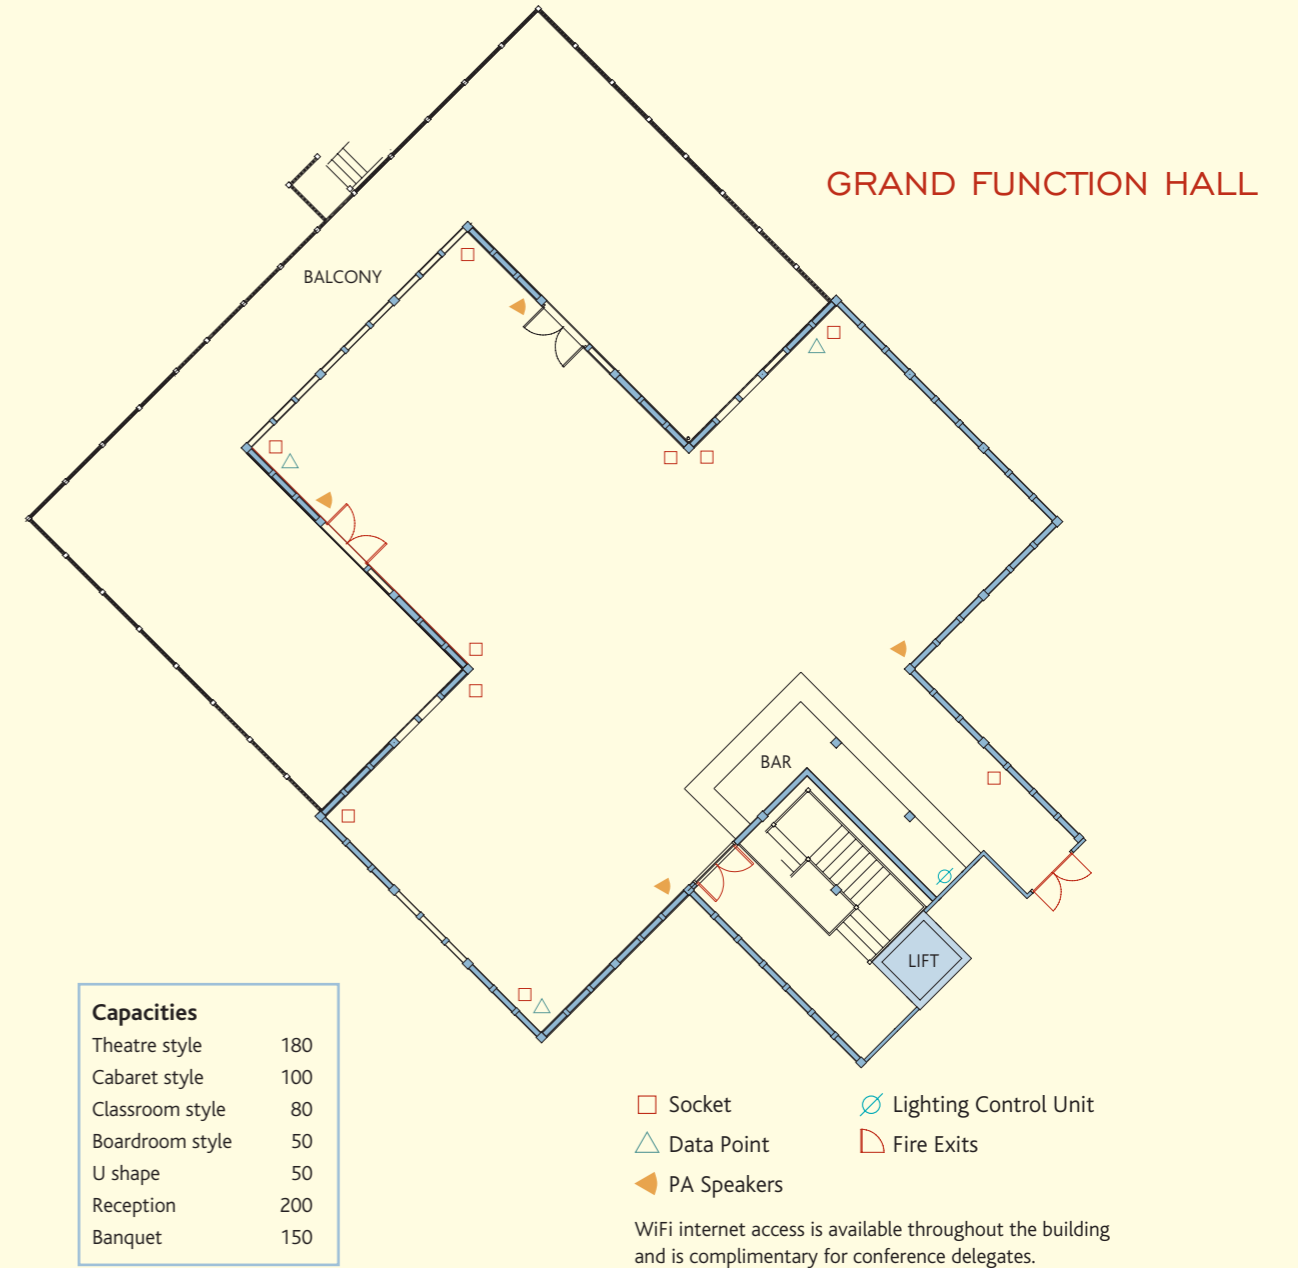 GRAND FUNCTION HALL
BALCONY
BAR
LIFT
Capacities
Theatre style 180
Cabaret style 100
Classroom style 80
Boardroom style 50
U shape 50
Reception 200
Banquet 150
Socket
Data Point
PA Speakers
Lighting Control Unit
Fire Exits
WiFi internet access is available throughout the building
and is complimentary for conference delegates.